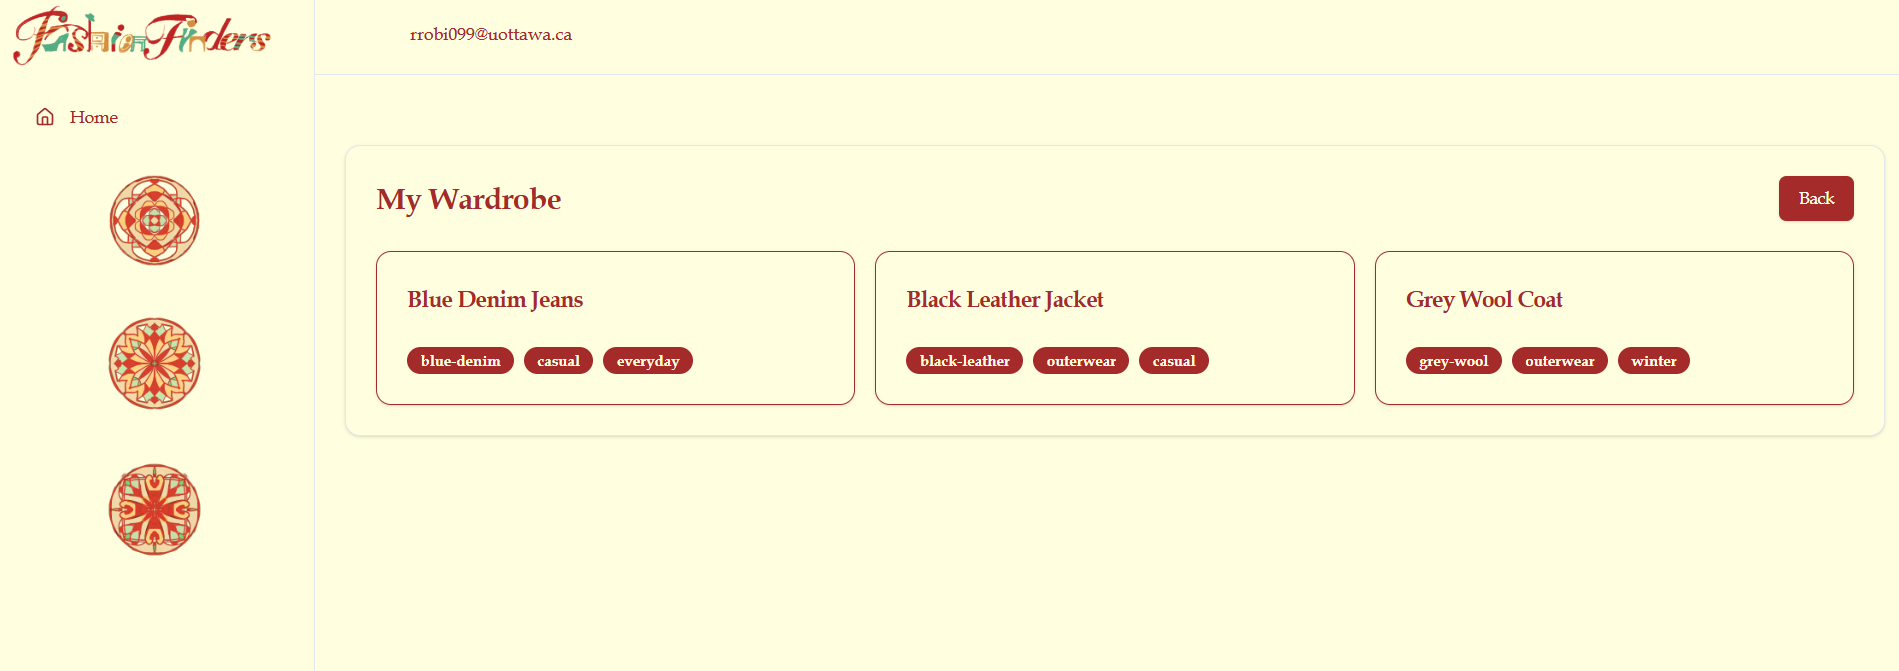 Fashion Finders
rrobi099@uottawa.ca
Home
My Wardrobe
Back
Blue Denim Jeans
blue-denim casual everyday
Black Leather Jacket
black-leather outerwear casual
Grey Wool Coat
grey-wool outerwear winter